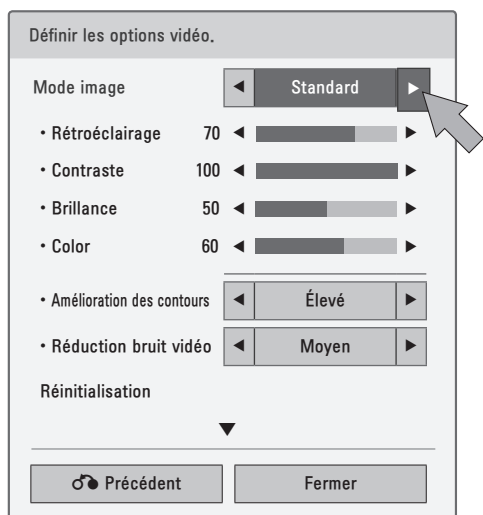 Définir les options vidéo.
Mode image ◄ Standard ►
• Rétroéclairage 70 ◄ ►
• Contraste 100 ◄ ►
• Brillance 50 ◄ ►
• Color 60 ◄ ►
• Amélioration des contours ◄ Élevé ►
• Réduction bruit vidéo ◄ Moyen ►
Réinitialisation
▼
Précédent Fermer